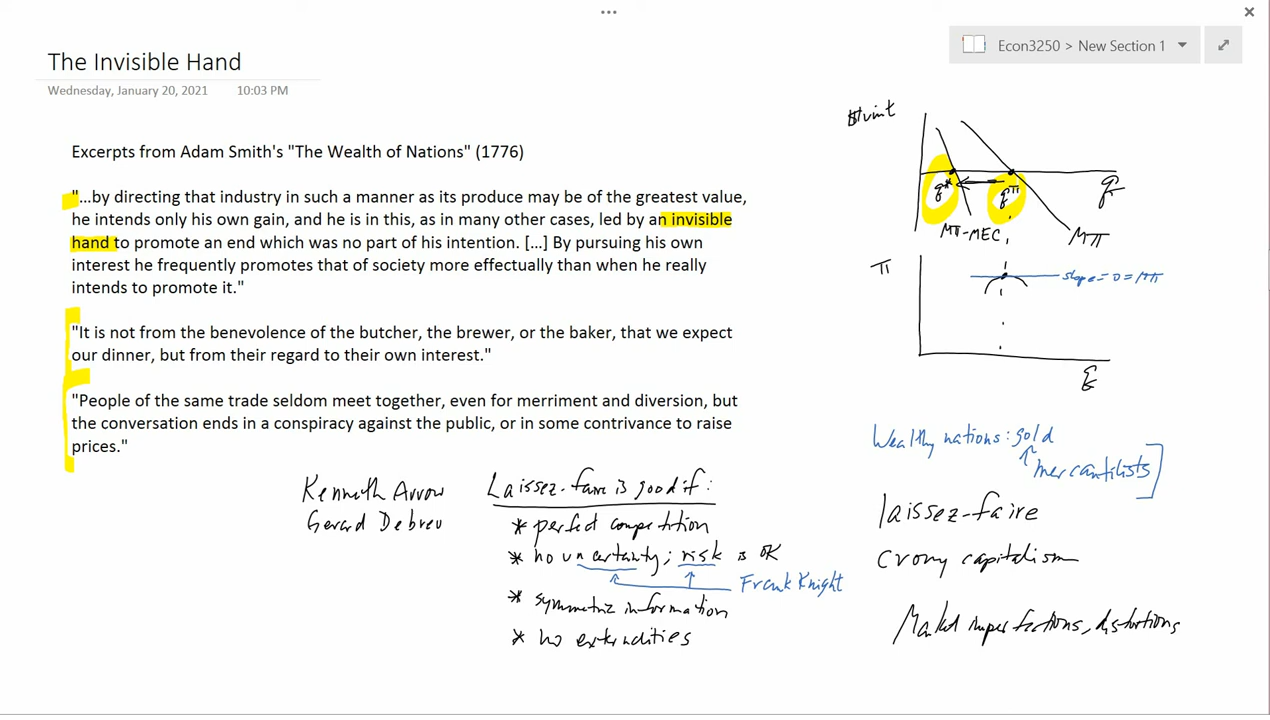 Econ3250 > New Section 1
The Invisible Hand
Wednesday, January 20, 2021 10:03 PM
Excerpts from Adam Smith's "The Wealth of Nations" (1776)
"...by directing that industry in such a manner as its produce may be of the greatest value,
he intends only his own gain, and he is in this, as in many other cases, led by an invisible
hand to promote an end which was no part of his intention. [...] By pursuing his own
interest he frequently promotes that of society more effectually than when he really
intends to promote it."
"It is not from the benevolence of the butcher, the brewer, or the baker, that we expect
our dinner, but from their regard to their own interest."
"People of the same trade seldom meet together, even for merriment and diversion, but
the conversation ends in a conspiracy against the public, or in some contrivance to raise
prices."
Kenneth Arrow
Gerard Debreu
Laissez-faire is good if:
* perfect competition
* no uncertainty; risk is OK
Frank Knight
* symmetric information
* no externalities
$/unit
q* qπ q
Mπ-MEC Mπ
π
slope = 0 = Mπ
q
Wealthy nations: gold
mercantilists
laissez-faire
crony capitalism
Market imperfections, distortions